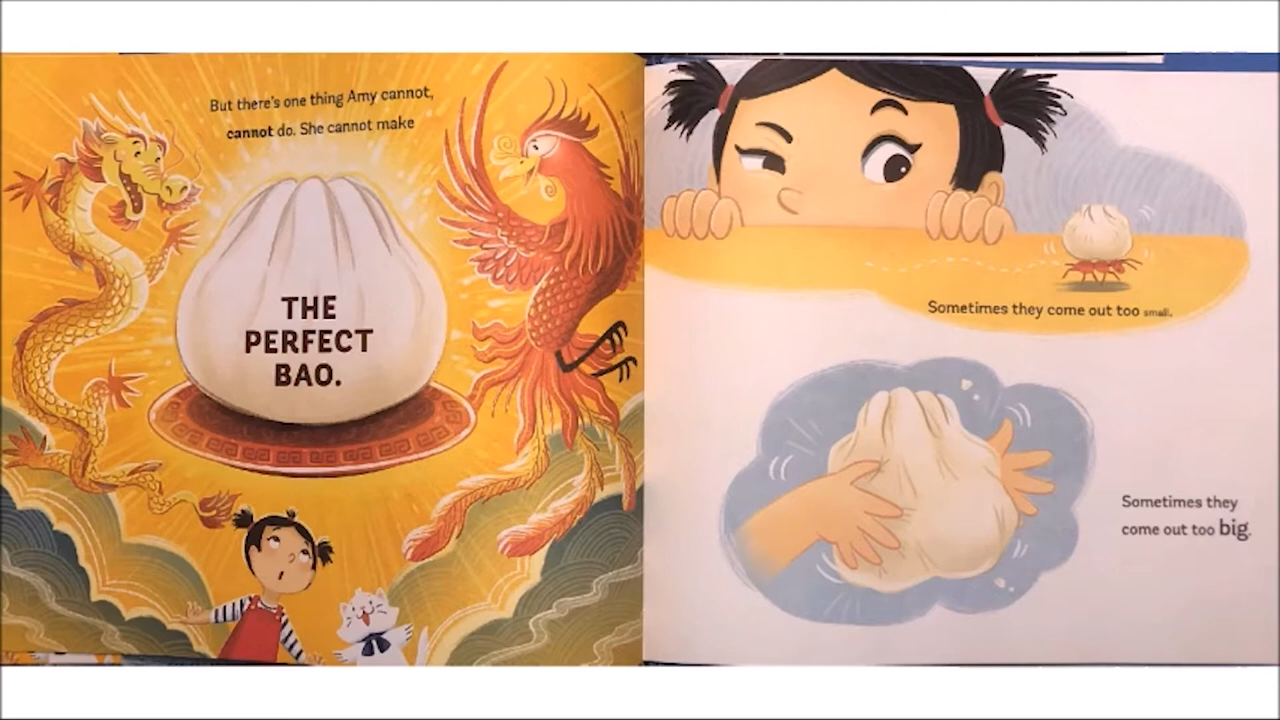 But there's one thing Amy cannot,
cannot do. She cannot make
THE
PERFECT
BAO.
Sometimes they come out too small.
Sometimes they
come out too big.